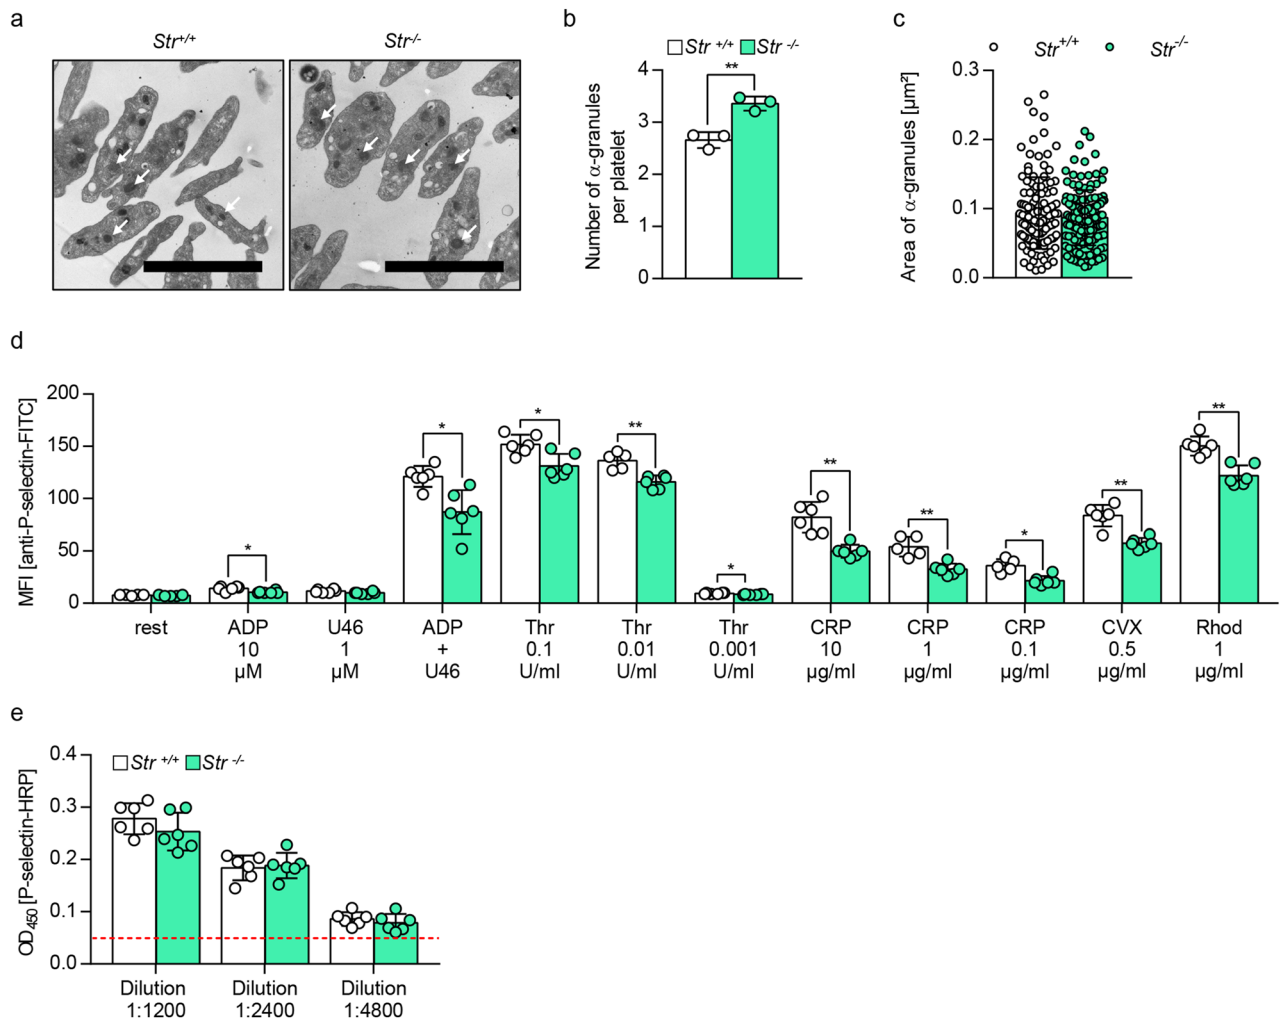 a
Str+/+
Str-/-
b
Str +/+ Str -/-
Number of α-granules
per platelet
4
3
2
1
0
**
c
Str+/+ Str-/-
Area of α-granules [µm²]
0.3
0.2
0.1
0.0
d
MFI [anti-P-selectin-FITC]
200
150
100
50
0
* * * ** * ** ** * ** **
rest ADP U46 ADP Thr Thr Thr CRP CRP CRP CVX Rhod
10 1 + 0.1 0.01 0.001 10 1 0.1 0.5 1
µM µM U46 U/ml U/ml U/ml µg/ml µg/ml µg/ml µg/ml µg/ml
e
Str +/+ Str -/-
OD450 [P-selectin-HRP]
0.4
0.3
0.2
0.1
0.0
Dilution Dilution Dilution
1:1200 1:2400 1:4800